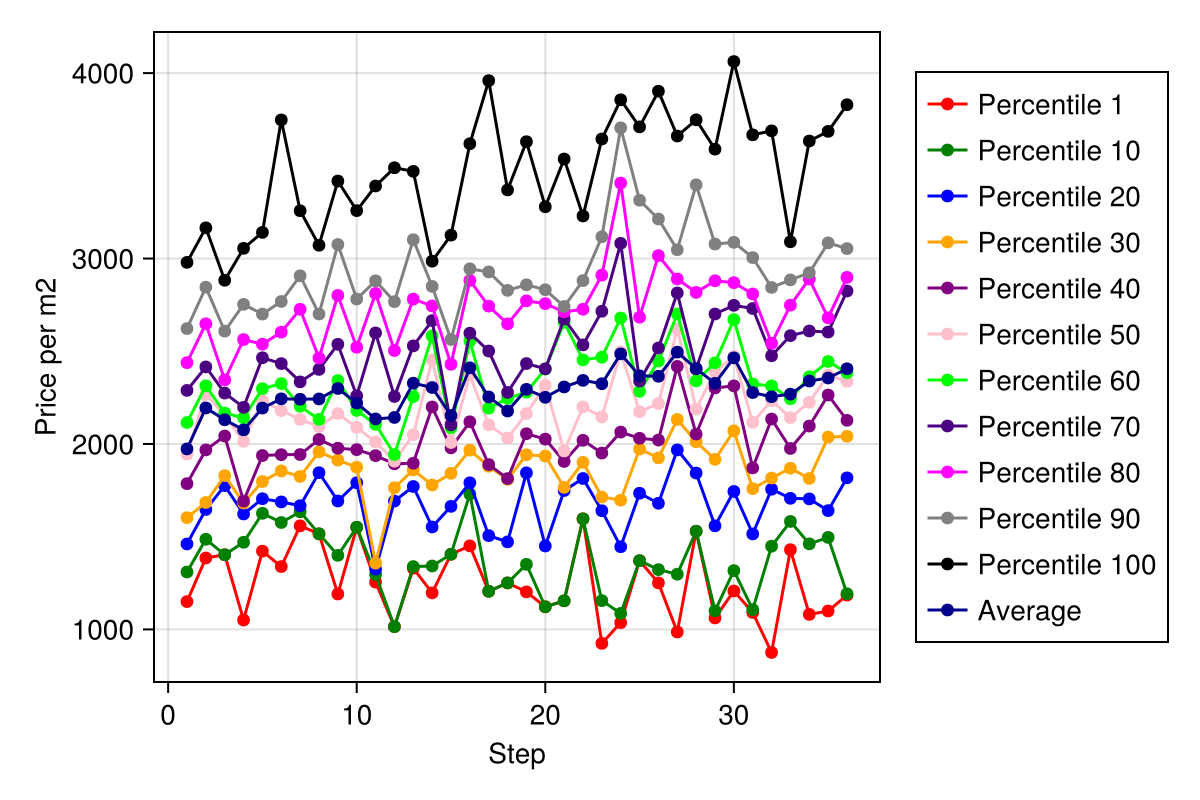 4000
3000
2000
1000
Price per m2
0 10 20 30
Step
Percentile 1
Percentile 10
Percentile 20
Percentile 30
Percentile 40
Percentile 50
Percentile 60
Percentile 70
Percentile 80
Percentile 90
Percentile 100
Average